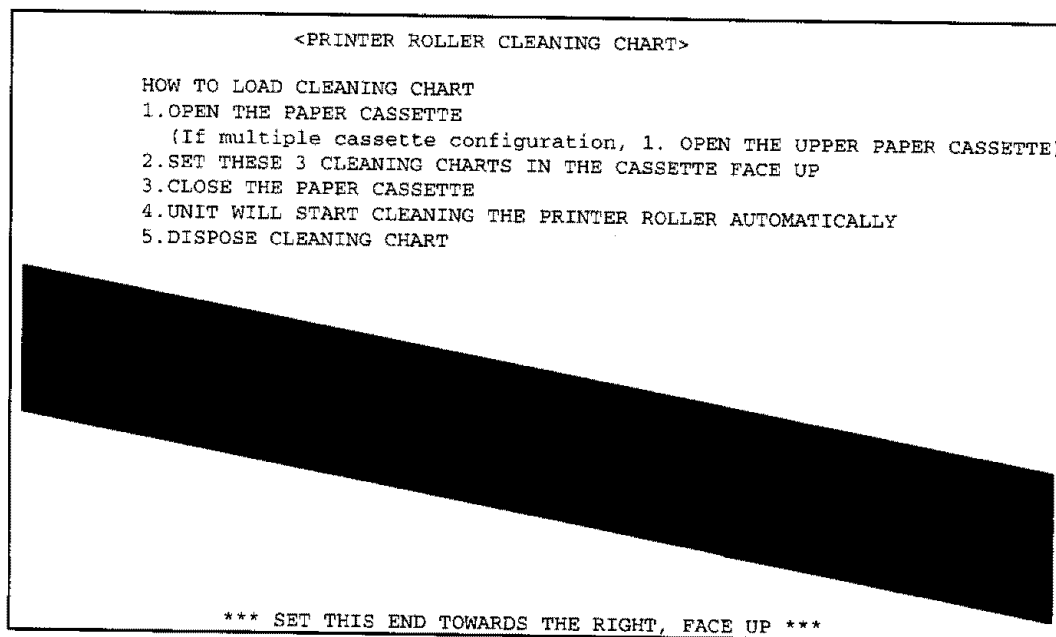 <PRINTER ROLLER CLEANING CHART>
HOW TO LOAD CLEANING CHART
1.OPEN THE PAPER CASSETTE
(If multiple cassette configuration, 1. OPEN THE UPPER PAPER CASSETTE)
2.SET THESE 3 CLEANING CHARTS IN THE CASSETTE FACE UP
3.CLOSE THE PAPER CASSETTE
4.UNIT WILL START CLEANING THE PRINTER ROLLER AUTOMATICALLY
5.DISPOSE CLEANING CHART
*** SET THIS END TOWARDS THE RIGHT, FACE UP ***